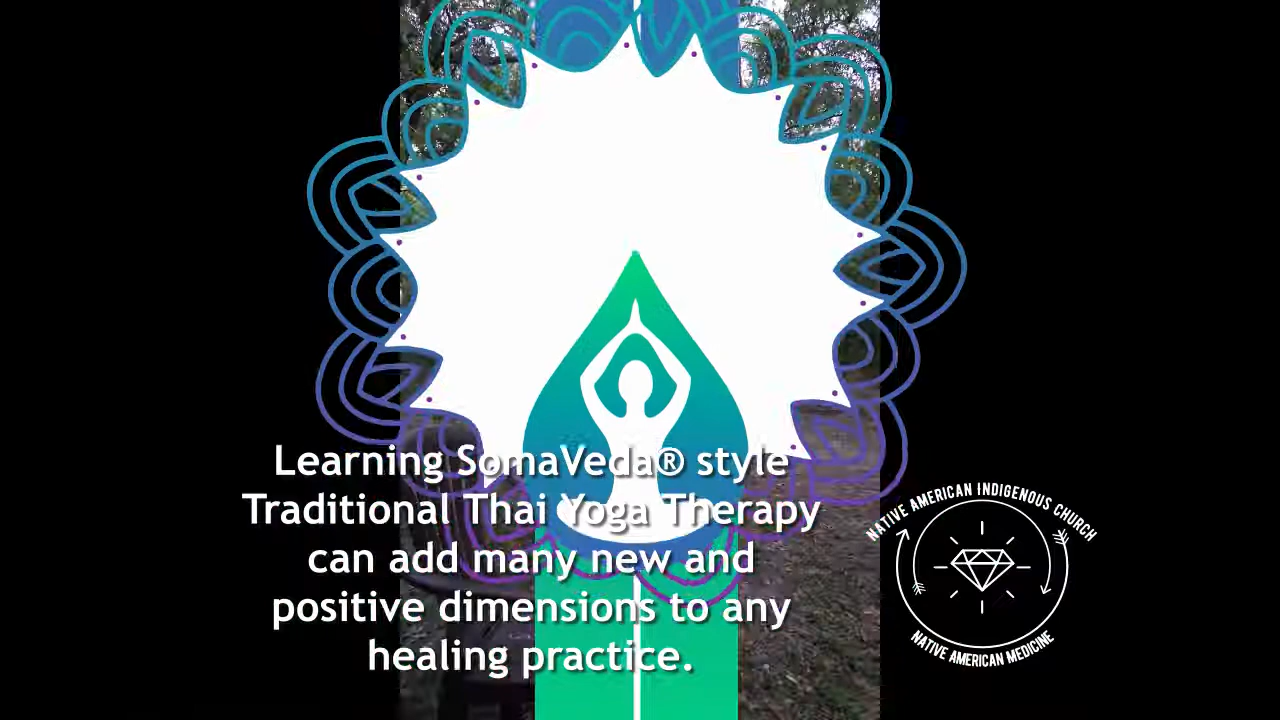 Learning SomaVeda® style
Traditional Thai Yoga Therapy
can add many new and
positive dimensions to any
healing practice.
NATIVE AMERICAN INDIGENOUS CHURCH
NATIVE AMERICAN MEDICINE